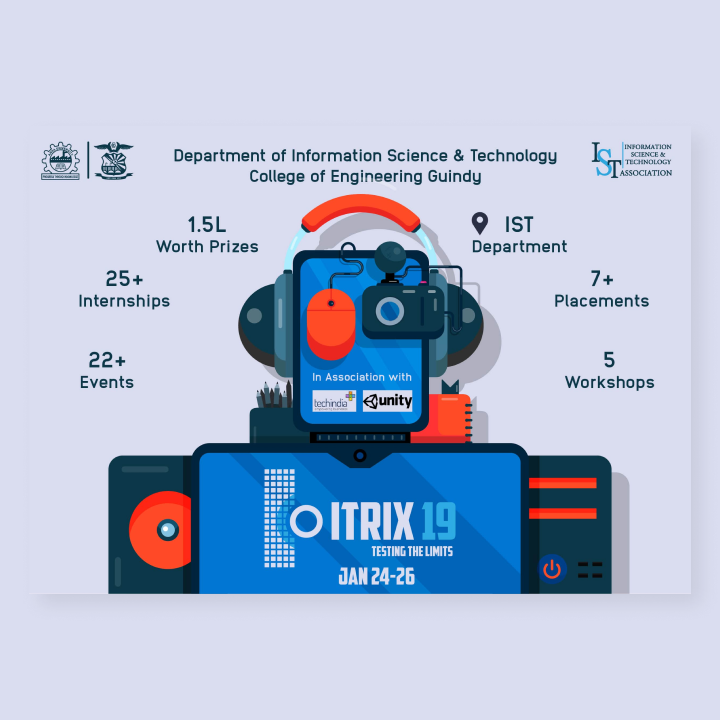 Department of Information Science & Technology
College of Engineering Guindy
IST
INFORMATION
SCIENCE &
TECHNOLOGY
ASSOCIATION
1.5L
Worth Prizes
IST
Department
25+
Internships
7+
Placements
22+
Events
5
Workshops
In Association with
techindia
unity
ITRIX 19
TESTING THE LIMITS
JAN 24-26